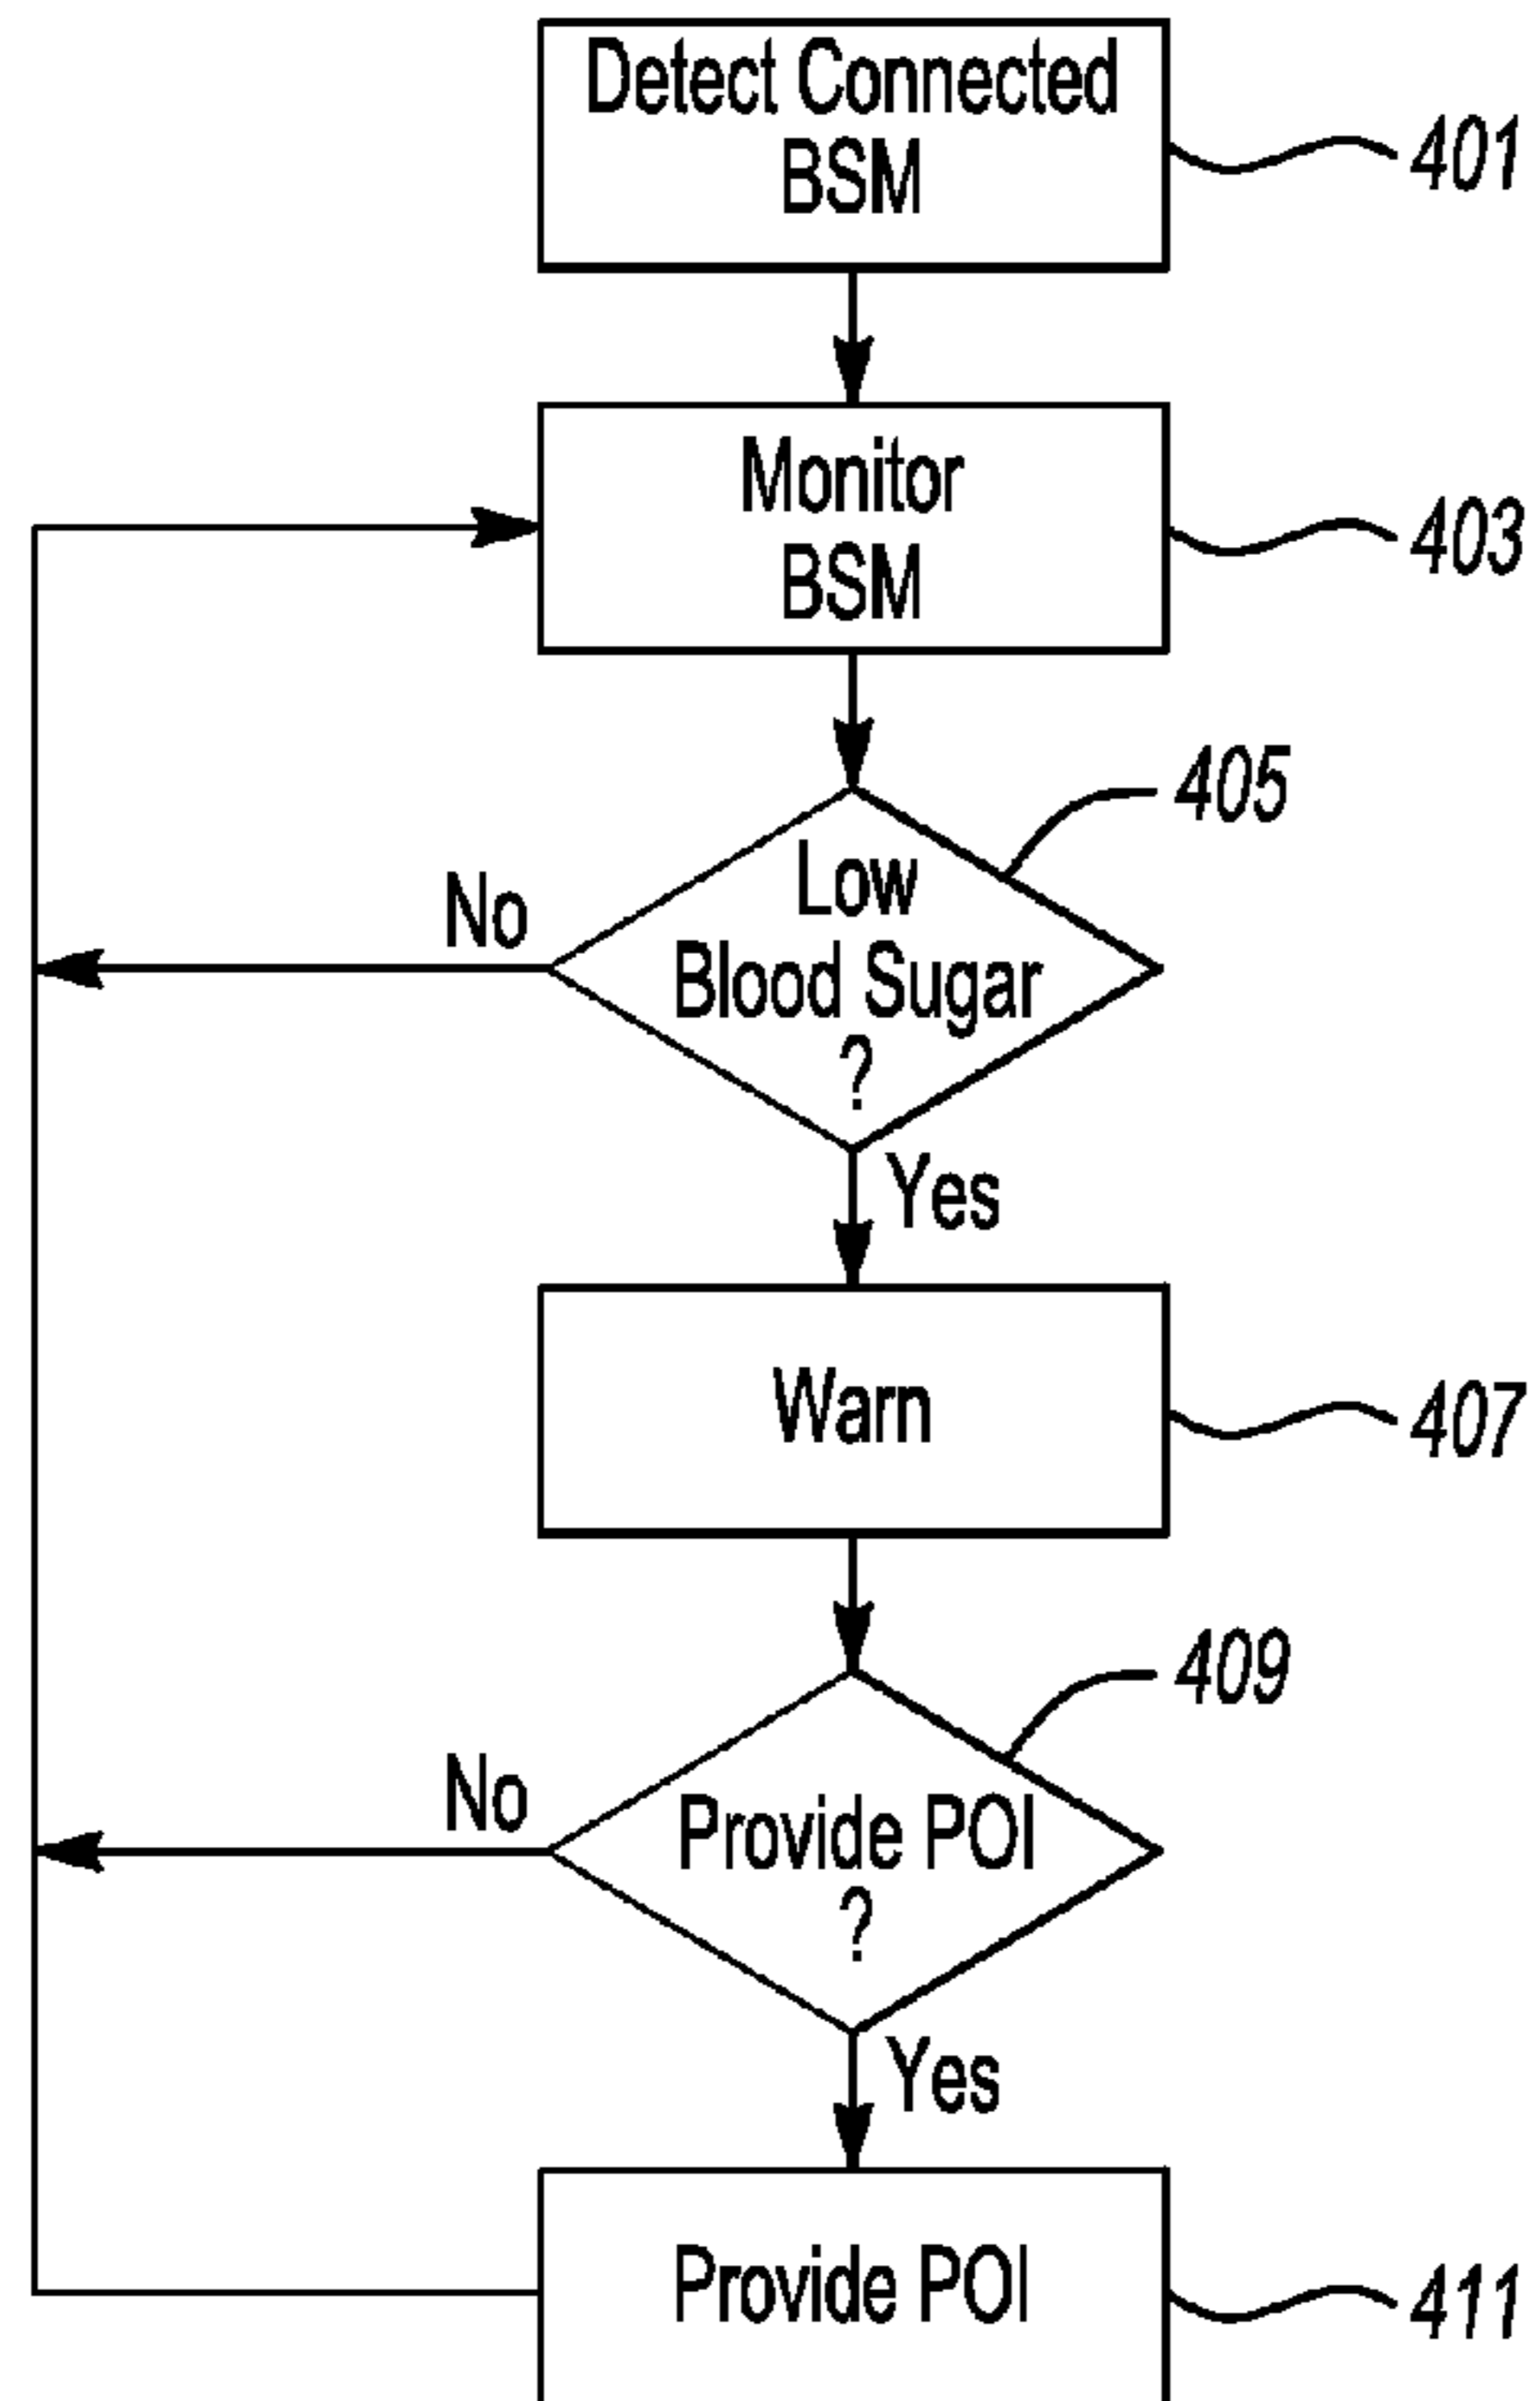 Detect Connected
BSM
401
Monitor
BSM
403
405
Low
Blood Sugar
?
No
Yes
Warn
407
409
Provide POI
?
No
Yes
Provide POI
411